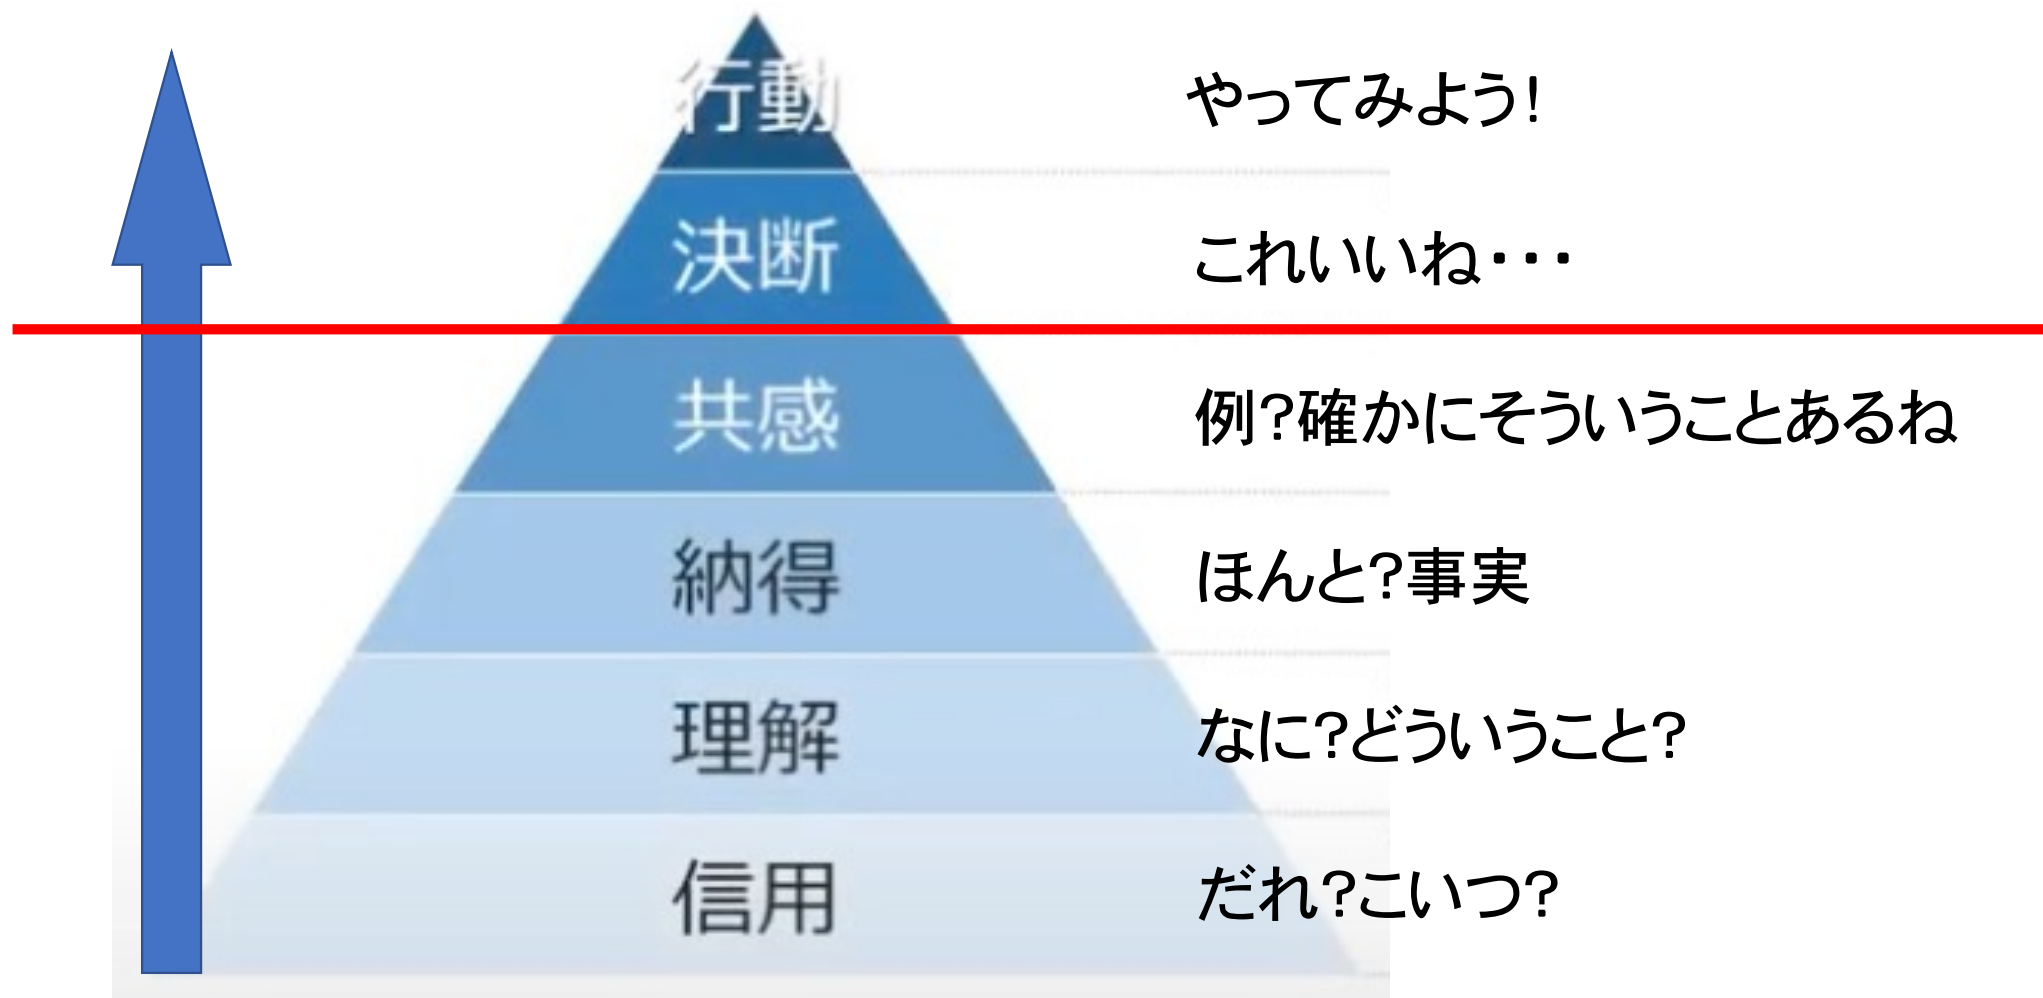 行動 やってみよう!
決断 これいいね・・・
共感 例?確かにそういうことあるね
納得 ほんと?事実
理解 なに?どういうこと?
信用 だれ?こいつ?